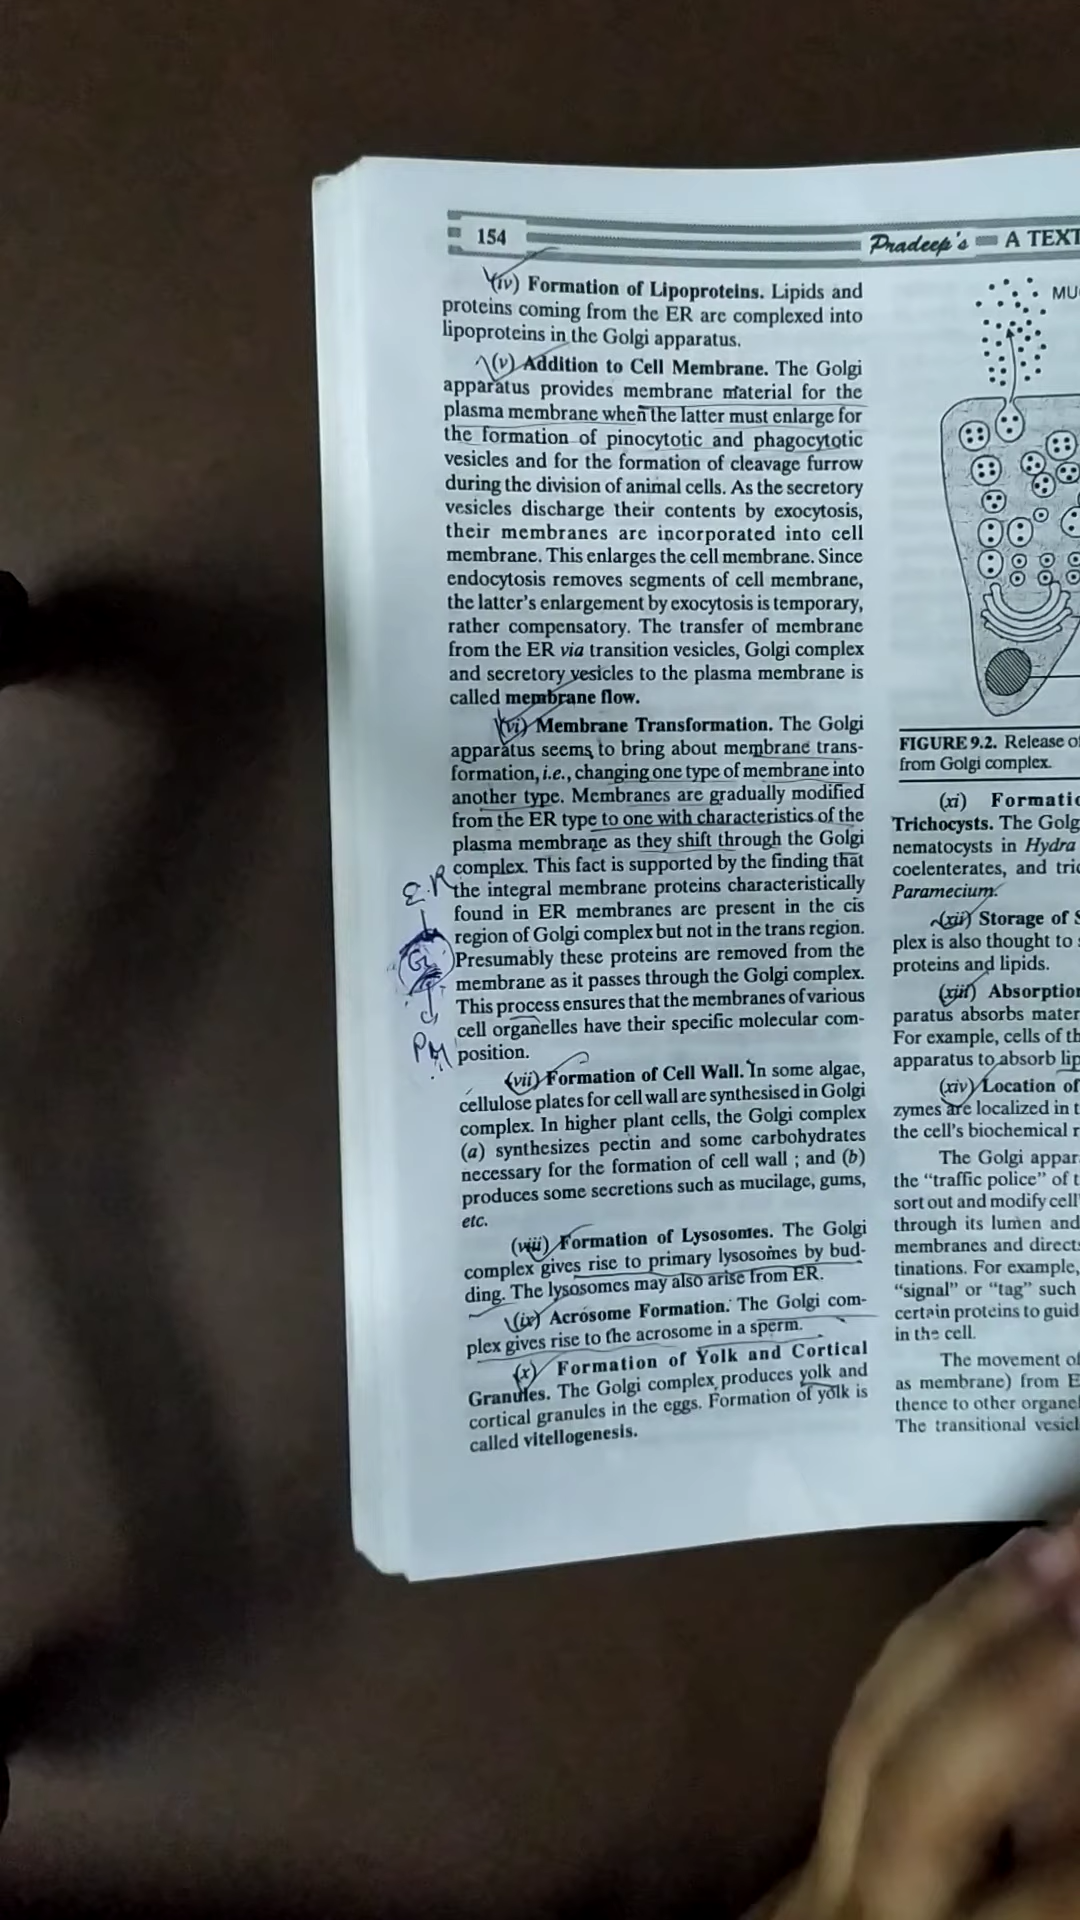 154
Pradeep's A TEXT
(iv) Formation of Lipoproteins. Lipids and
proteins coming from the ER are complexed into
lipoproteins in the Golgi apparatus.
(v) Addition to Cell Membrane. The Golgi
apparatus provides membrane material for the
plasma membrane when the latter must enlarge for
the formation of pinocytotic and phagocytotic
vesicles and for the formation of cleavage furrow
during the division of animal cells. As the secretory
vesicles discharge their contents by exocytosis,
their membranes are incorporated into cell
membrane. This enlarges the cell membrane. Since
endocytosis removes segments of cell membrane,
the latter's enlargement by exocytosis is temporary,
rather compensatory. The transfer of membrane
from the ER via transition vesicles, Golgi complex
and secretory vesicles to the plasma membrane is
called membrane flow.
(vi) Membrane Transformation. The Golgi
apparatus seems to bring about membrane trans-
formation, i.e., changing one type of membrane into
another type. Membranes are gradually modified
from the ER type to one with characteristics of the
plasma membrane as they shift through the Golgi
complex. This fact is supported by the finding that
the integral membrane proteins characteristically
found in ER membranes are present in the cis
region of Golgi complex but not in the trans region.
Presumably these proteins are removed from the
membrane as it passes through the Golgi complex.
This process ensures that the membranes of various
cell organelles have their specific molecular com-
position.
E.R
G
PM
(vii) Formation of Cell Wall. In some algae,
cellulose plates for cell wall are synthesised in Golgi
complex. In higher plant cells, the Golgi complex
(a) synthesizes pectin and some carbohydrates
necessary for the formation of cell wall ; and (b)
produces some secretions such as mucilage, gums,
etc.
(viii) Formation of Lysosomes. The Golgi
complex gives rise to primary lysosomes by bud-
ding. The lysosomes may also arise from ER.
(ix) Acrosome Formation. The Golgi com-
plex gives rise to the acrosome in a sperm.
(x) Formation of Yolk and Cortical
Granules. The Golgi complex produces yolk and
cortical granules in the eggs. Formation of yolk is
called vitellogenesis.
MU
FIGURE 9.2. Release of
from Golgi complex.
(xi) Formatio
Trichocysts. The Golg
nematocysts in Hydra
coelenterates, and tric
Paramecium.
(xii) Storage of S
plex is also thought to
proteins and lipids.
(xiii) Absorption
paratus absorbs mater
For example, cells of th
apparatus to absorb lip
(xiv) Location of
zymes are localized in t
the cell's biochemical r
The Golgi appar
the "traffic police" of t
sort out and modify cell'
through its lumen and
membranes and directs
tinations. For example,
"signal" or "tag" such
certain proteins to guid
in the cell.
The movement of
as membrane) from E
thence to other organel
The transitional vesicl